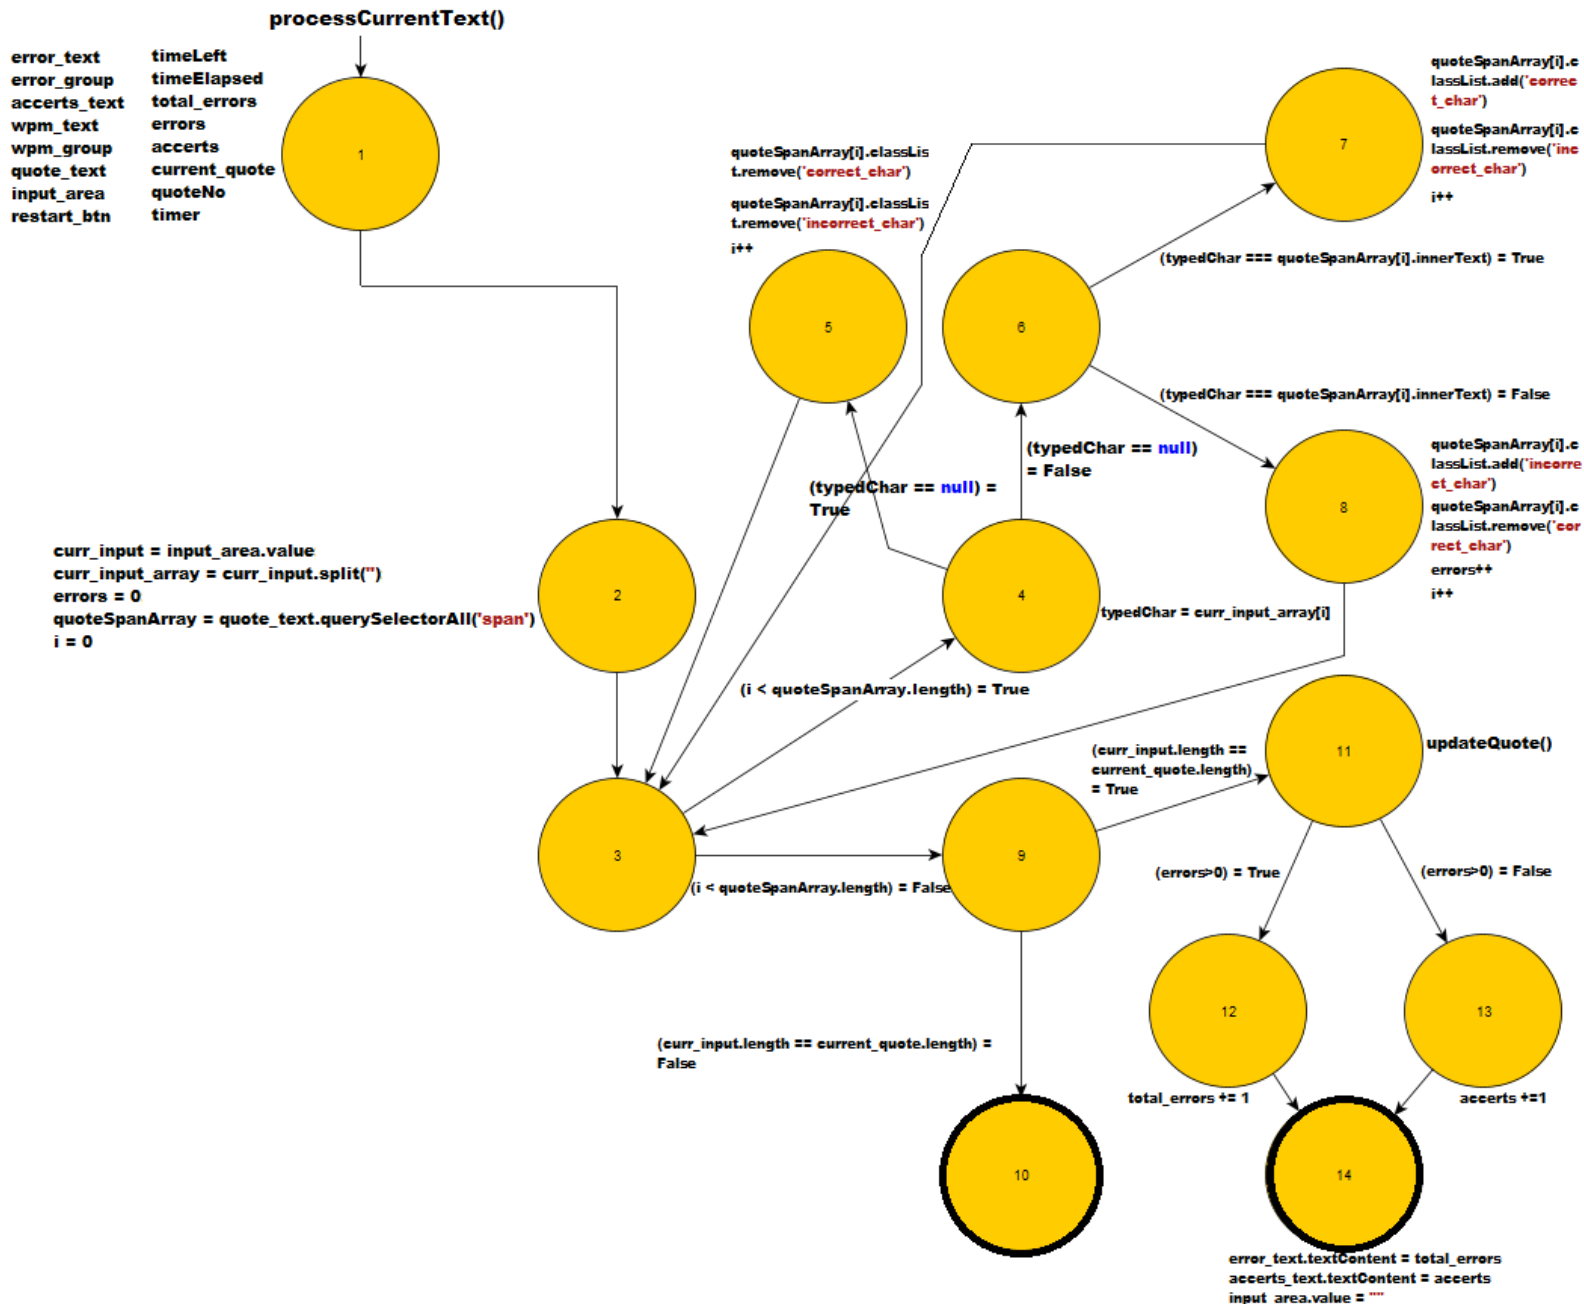 processCurrentText()
error_text timeLeft
error_group timeElapsed
accerts_text total_errors
wpm_text errors
wpm_group accerts
quote_text current_quote
input_area quoteNo
restart_btn timer
1
quoteSpanArray[i].classLis
t.remove('correct_char')
quoteSpanArray[i].classLis
t.remove('incorrect_char')
i++
5
6
7
quoteSpanArray[i].c
lassList.add('correc
t_char')
quoteSpanArray[i].c
lassList.remove('inc
orrect_char')
i++
(typedChar === quoteSpanArray[i].innerText) = True
(typedChar === quoteSpanArray[i].innerText) = False
(typedChar == null)
= False
(typedChar == null) =
True
8
quoteSpanArray[i].c
lassList.add('incorre
ct_char')
quoteSpanArray[i].c
lassList.remove('cor
rect_char')
errors++
i++
curr_input = input_area.value
curr_input_array = curr_input.split('')
errors = 0
quoteSpanArray = quote_text.querySelectorAll('span')
i = 0
2
4
typedChar = curr_input_array[i]
(i < quoteSpanArray.length) = True
(curr_input.length ==
current_quote.length)
= True
11
updateQuote()
3
(i < quoteSpanArray.length) = False
9
(errors>0) = True
(errors>0) = False
12
13
(curr_input.length == current_quote.length) =
False
total_errors += 1
accerts +=1
10
14
error_text.textContent = total_errors
accerts_text.textContent = accerts
input_area.value = ""